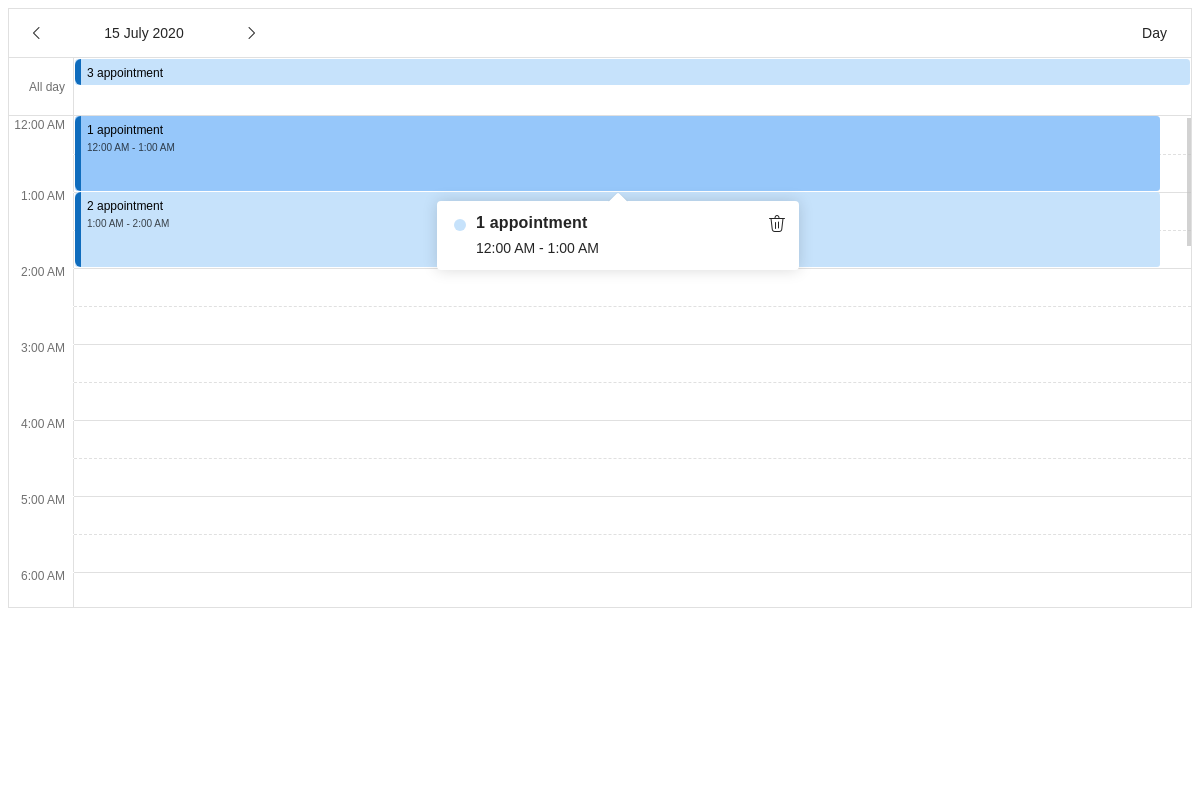 15 July 2020
Day
All day
3 appointment
12:00 AM
1 appointment
12:00 AM - 1:00 AM
1:00 AM
2 appointment
1:00 AM - 2:00 AM
1 appointment
12:00 AM - 1:00 AM
2:00 AM
3:00 AM
4:00 AM
5:00 AM
6:00 AM